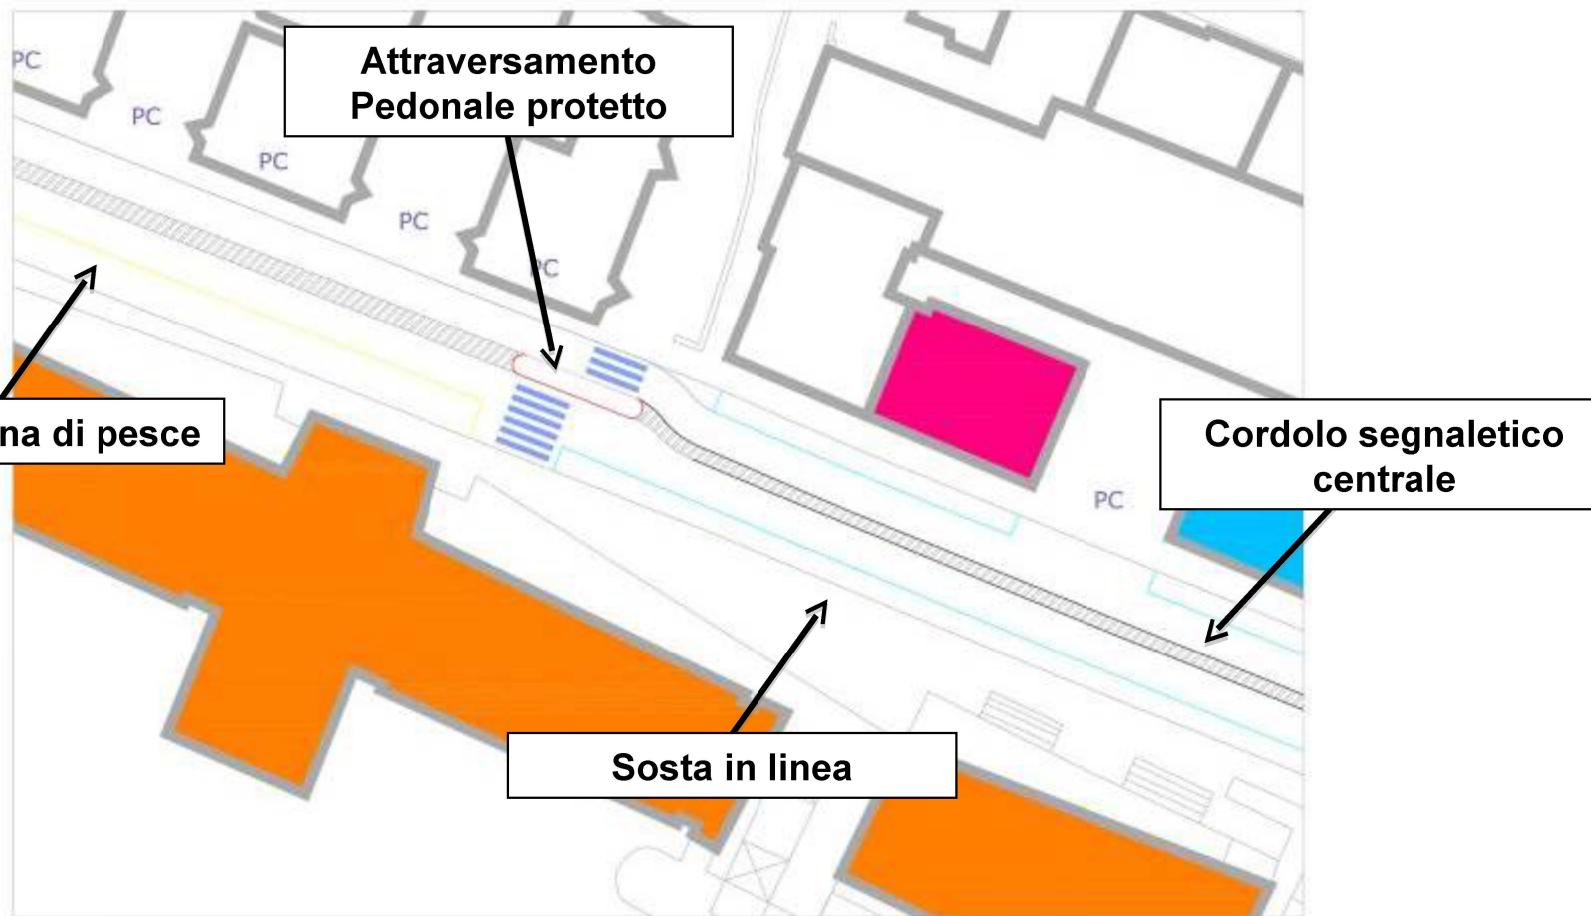 PC
Attraversamento
Pedonale protetto
PC
PC
PC
PC
na di pesce
Cordolo segnaletico
centrale
PC
Sosta in linea